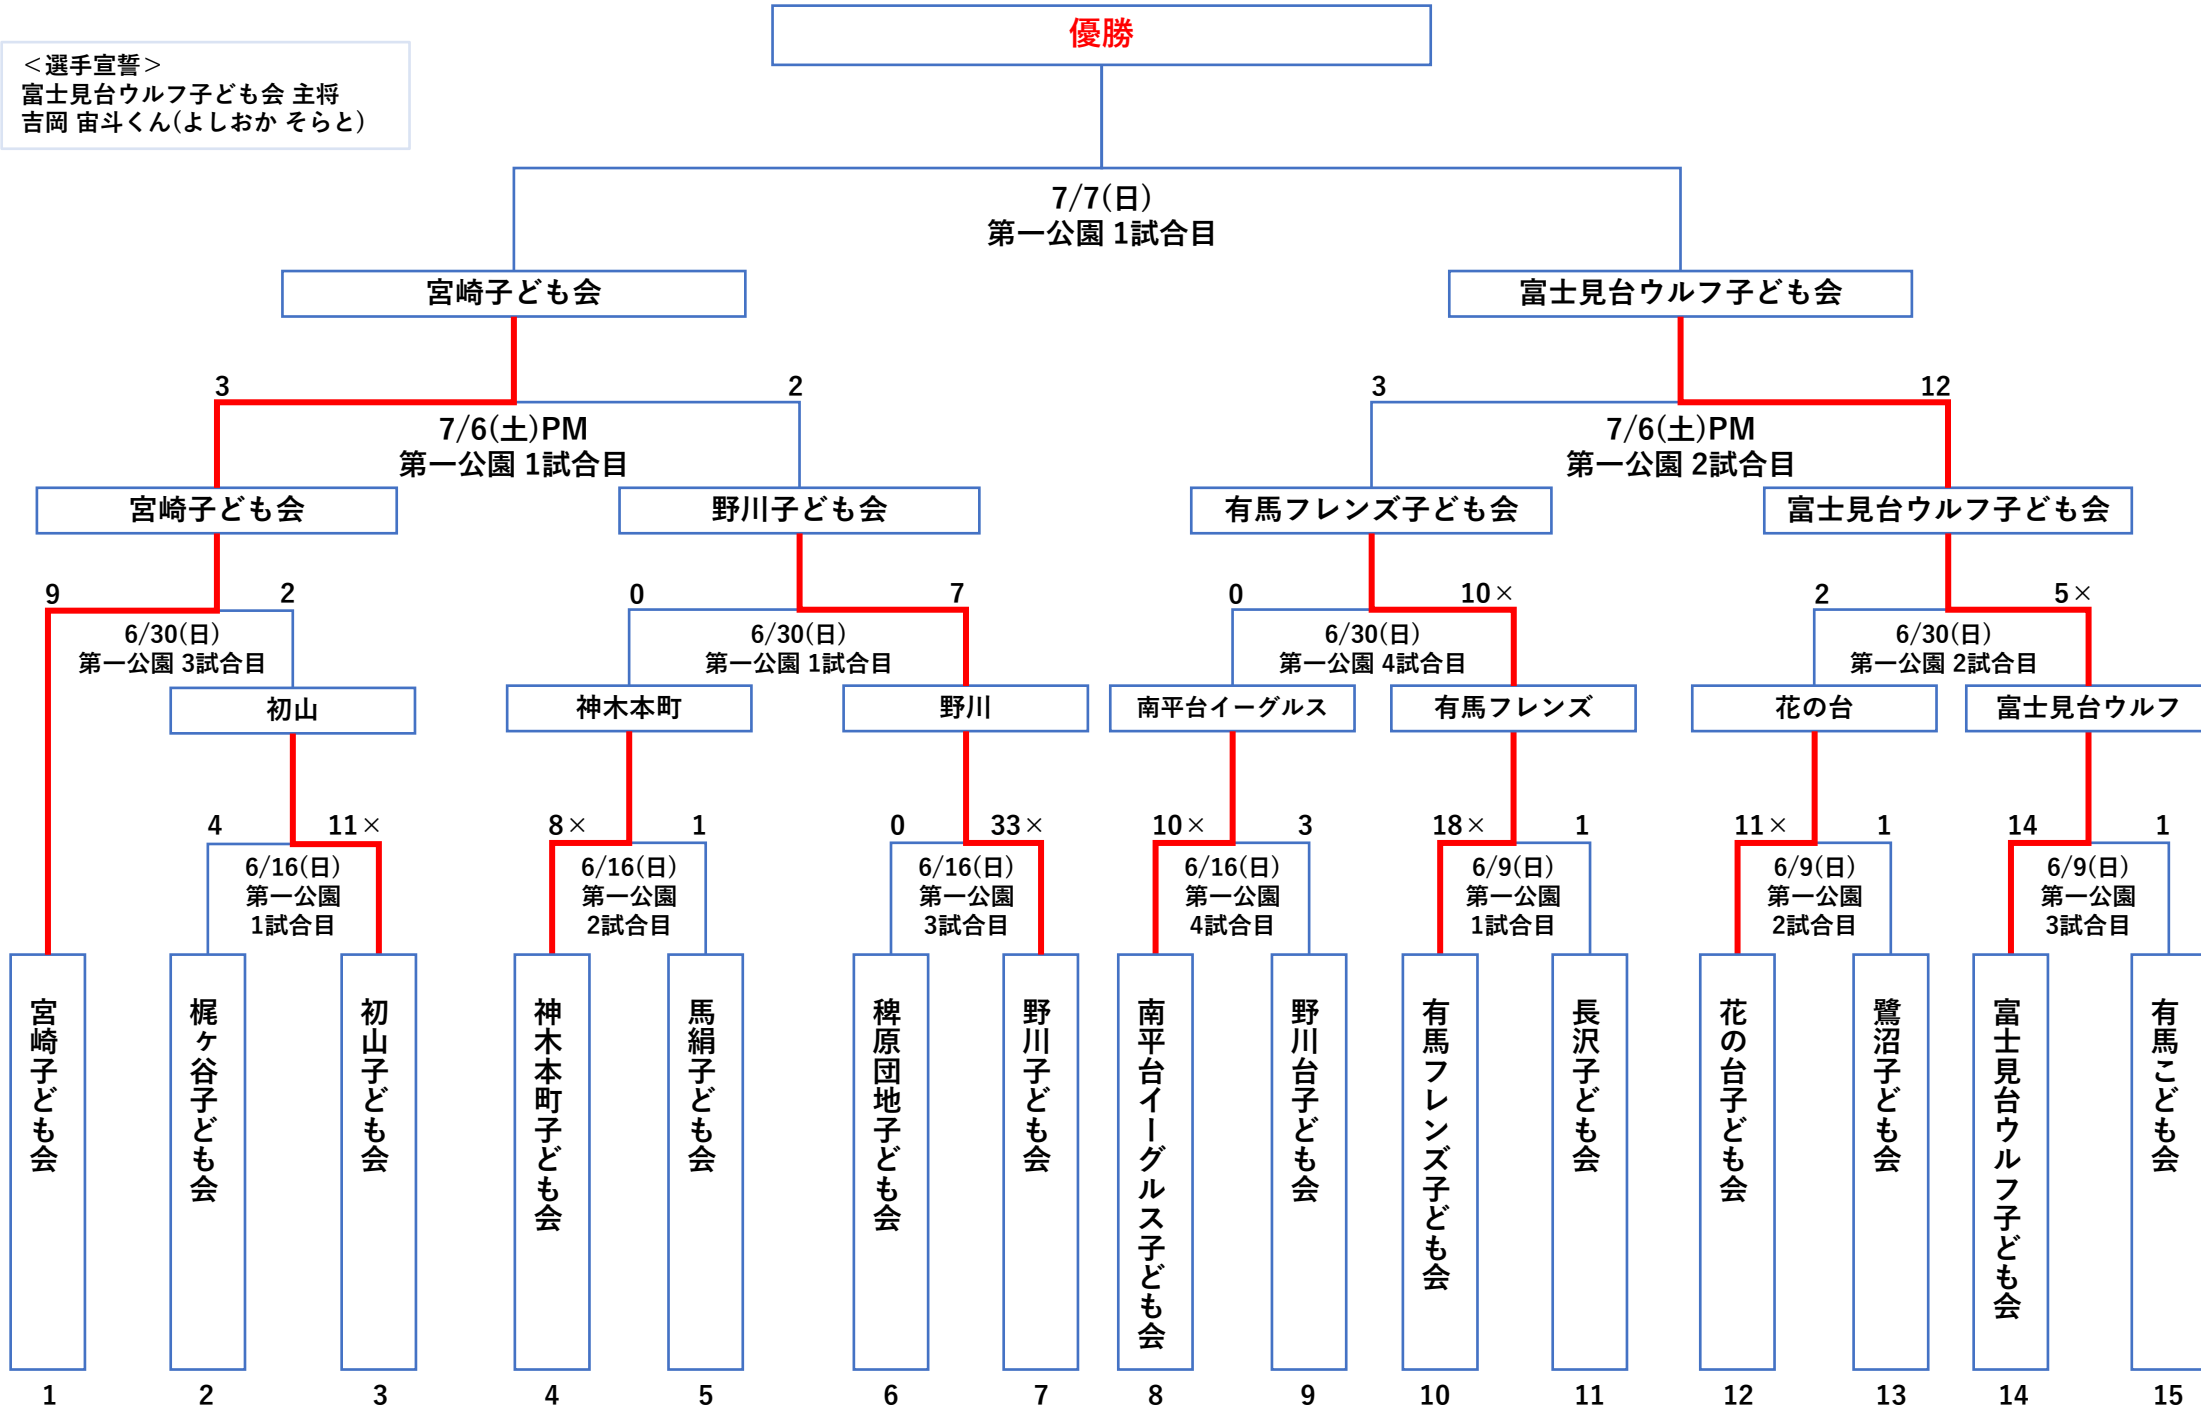 優勝
＜選手宣誓＞
富士見台ウルフ子ども会 主将
吉岡 宙斗くん(よしおか そらと)
7/7(日)
第一公園 1試合目
宮崎子ども会
富士見台ウルフ子ども会
3
2
3
12
7/6(土)PM
第一公園 1試合目
7/6(土)PM
第一公園 2試合目
宮崎子ども会
野川子ども会
有馬フレンズ子ども会
富士見台ウルフ子ども会
9
2
0
7
0
10×
2
5×
6/30(日)
第一公園 3試合目
6/30(日)
第一公園 1試合目
6/30(日)
第一公園 4試合目
6/30(日)
第一公園 2試合目
初山
神木本町
野川
南平台イーグルス
有馬フレンズ
花の台
富士見台ウルフ
4
11×
8×
1
0
33×
10×
3
18×
1
11×
1
14
1
6/16(日)
第一公園
1試合目
6/16(日)
第一公園
2試合目
6/16(日)
第一公園
3試合目
6/16(日)
第一公園
4試合目
6/9(日)
第一公園
1試合目
6/9(日)
第一公園
2試合目
6/9(日)
第一公園
3試合目
宮崎子ども会
梶ヶ谷子ども会
初山子ども会
神木本町子ども会
馬絹子ども会
稗原団地子ども会
野川子ども会
南平台イーグルス子ども会
野川台子ども会
有馬フレンズ子ども会
長沢子ども会
花の台子ども会
鷺沼子ども会
富士見台ウルフ子ども会
有馬こども会
1
2
3
4
5
6
7
8
9
10
11
12
13
14
15